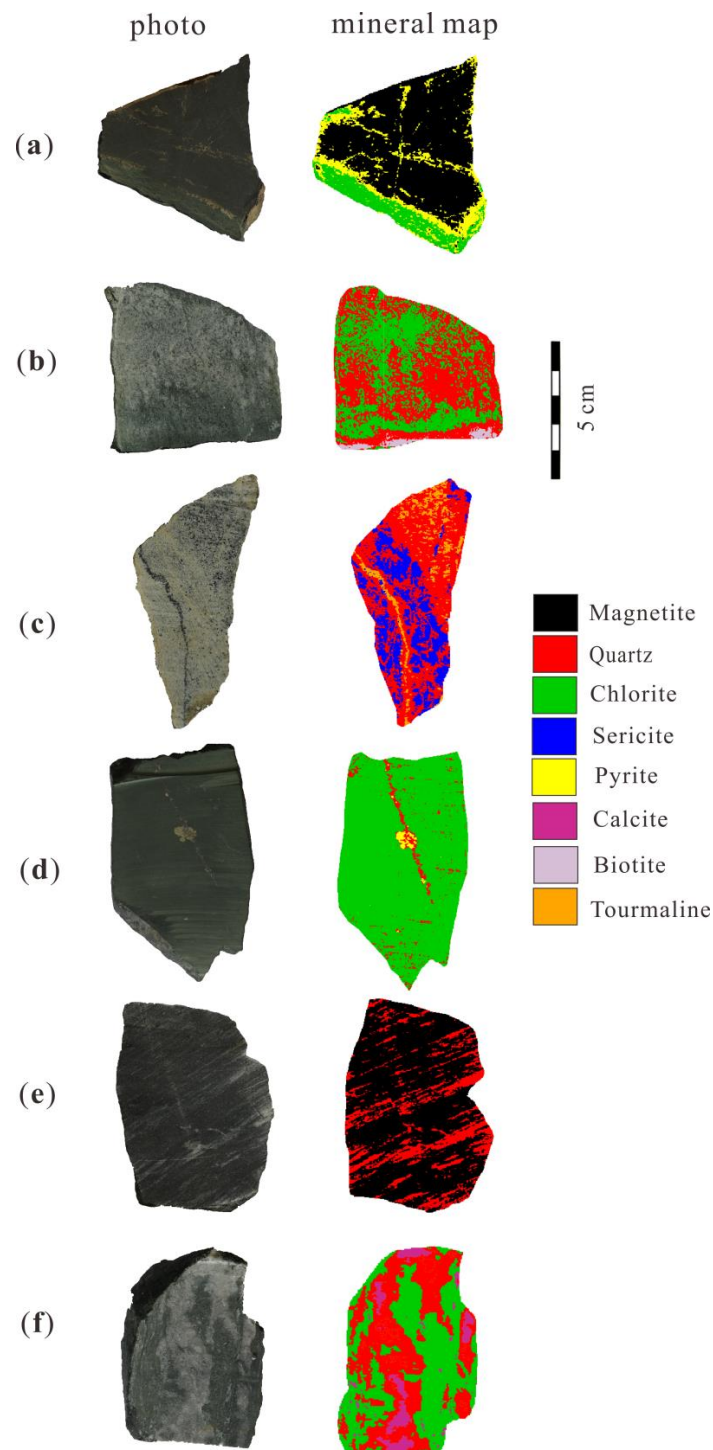 photo mineral map
(a)
(b)
5 cm
(c)
Magnetite
Quartz
Chlorite
Sericite
Pyrite
Calcite
Biotite
Tourmaline
(d)
(e)
(f)